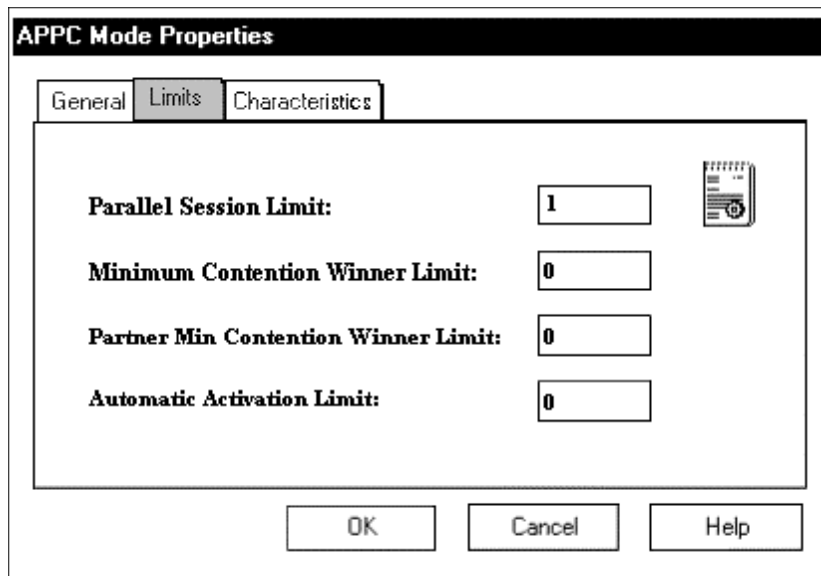 APPC Mode Properties
General Limits Characteristics
Parallel Session Limit: 1
Minimum Contention Winner Limit: 0
Partner Min Contention Winner Limit: 0
Automatic Activation Limit: 0
OK Cancel Help